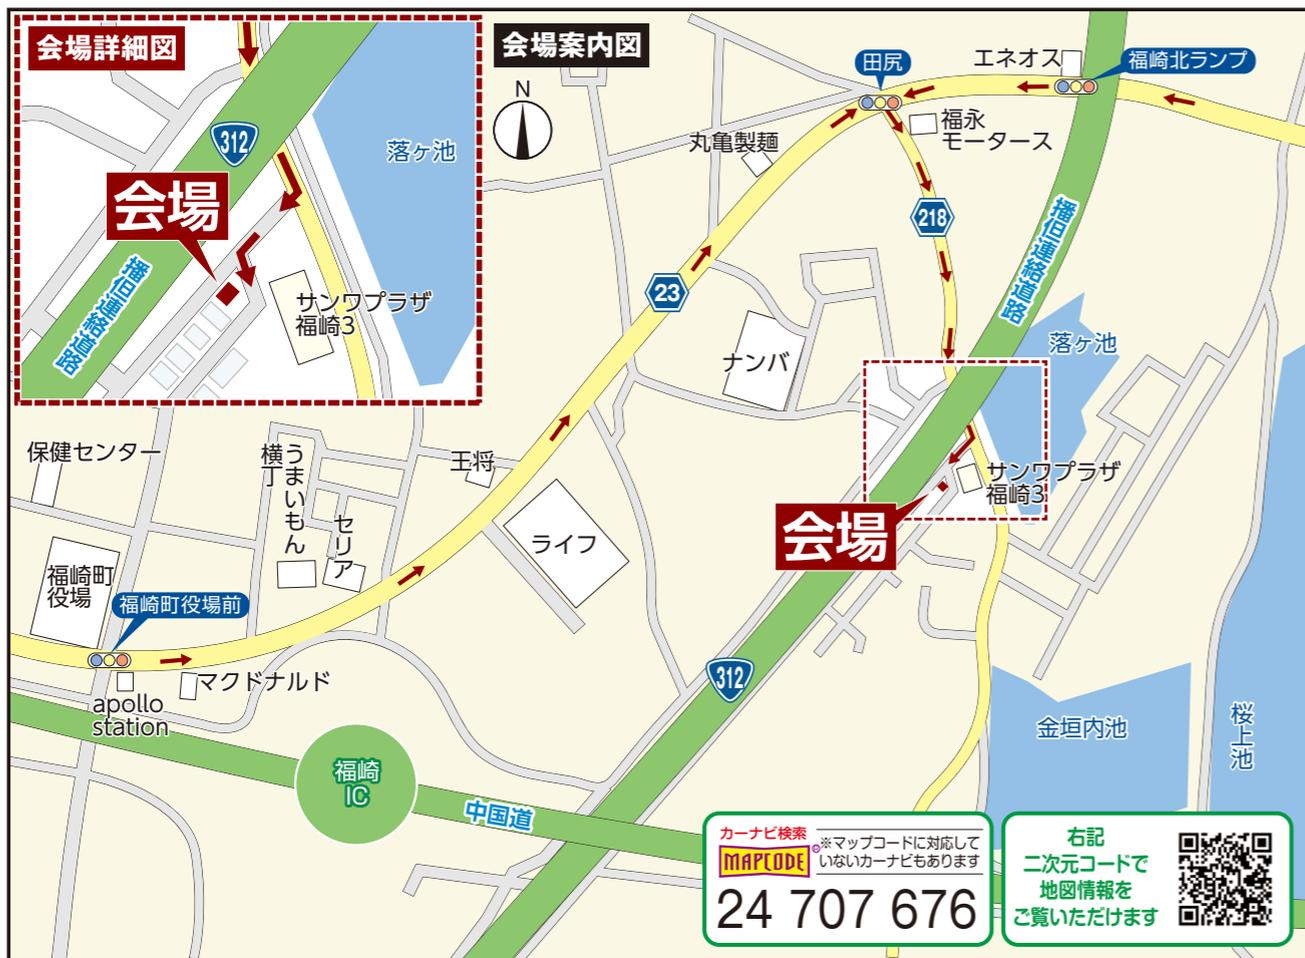 会場詳細図
312
落ヶ池
会場
サンワプラザ
福崎3
播但連絡道路
会場案内図
N
田尻
エネオス
福崎北ランプ
丸亀製麺
福永
モータース
218
播但連絡道路
23
ナンバ
落ヶ池
保健センター
うまいもん
横丁
セリア
王将
ライフ
サンワプラザ
福崎3
会場
福崎町
役場
福崎町役場前
apollo
station
マクドナルド
312
金垣内池
桜上池
福崎
IC
中国道
カーナビ検索
MAPCODE®
※マップコードに対応して
いないカーナビもあります
24 707 676
右記
二次元コードで
地図情報を
ご覧いただけます